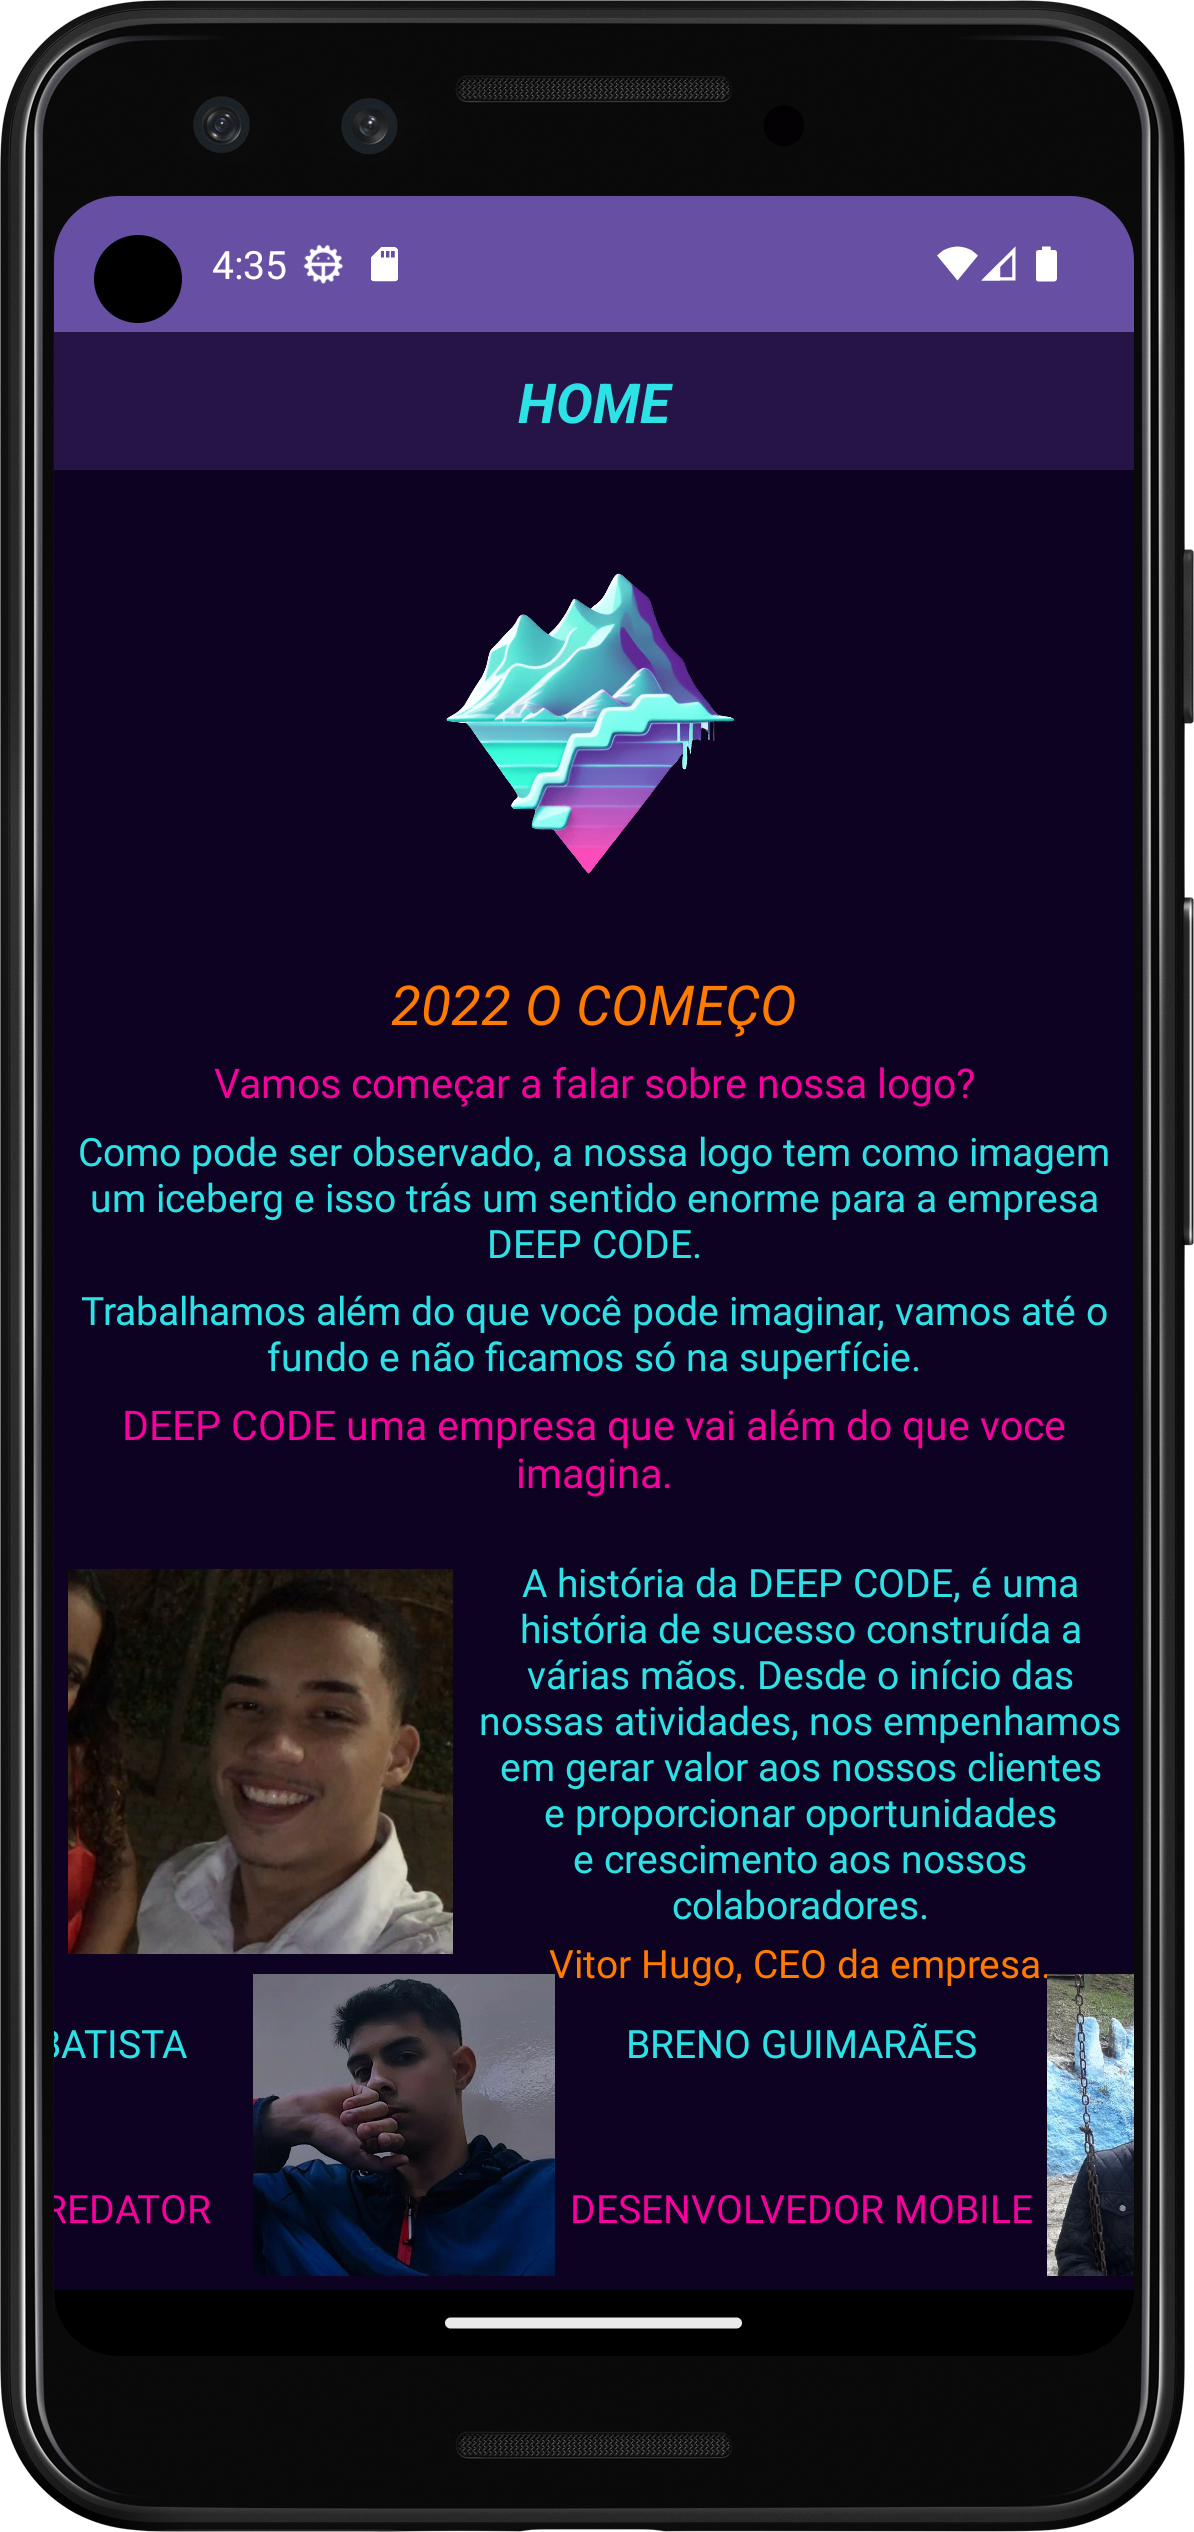 4:35
HOME
2022 O COMEÇO
Vamos começar a falar sobre nossa logo?
Como pode ser observado, a nossa logo tem como imagem
um iceberg e isso trás um sentido enorme para a empresa
DEEP CODE.
Trabalhamos além do que você pode imaginar, vamos até o
fundo e não ficamos só na superfície.
DEEP CODE uma empresa que vai além do que voce
imagina.
A história da DEEP CODE, é uma
história de sucesso construída a
várias mãos. Desde o início das
nossas atividades, nos empenhamos
em gerar valor aos nossos clientes
e proporcionar oportunidades
e crescimento aos nossos
colaboradores.
Vitor Hugo, CEO da empresa.
BATISTA
REDATOR
BRENO GUIMARÃES
DESENVOLVEDOR MOBILE